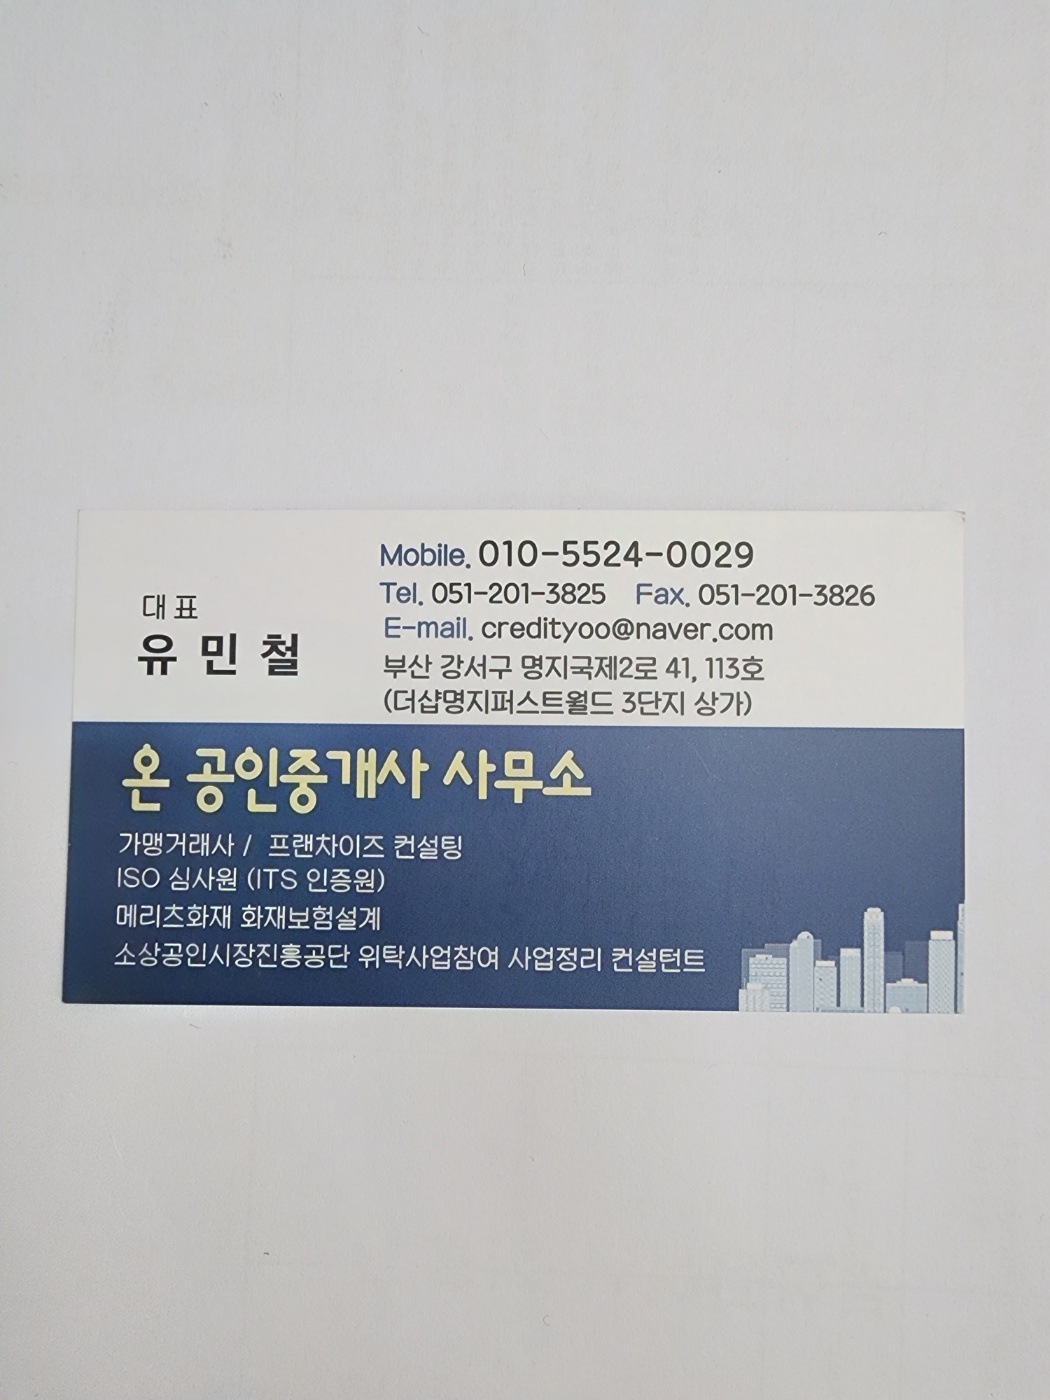 대표
유민철
Mobile. 010-5524-0029
Tel. 051-201-3825 Fax. 051-201-3826
E-mail. credityoo@naver.com
부산 강서구 명지국제2로 41, 113호
(더샵명지퍼스트월드 3단지 상가)
온 공인중개사 사무소
가맹거래사 / 프랜차이즈 컨설팅
ISO 심사원 (ITS 인증원)
메리츠화재 화재보험설계
소상공인시장진흥공단 위탁사업참여 사업정리 컨설턴트